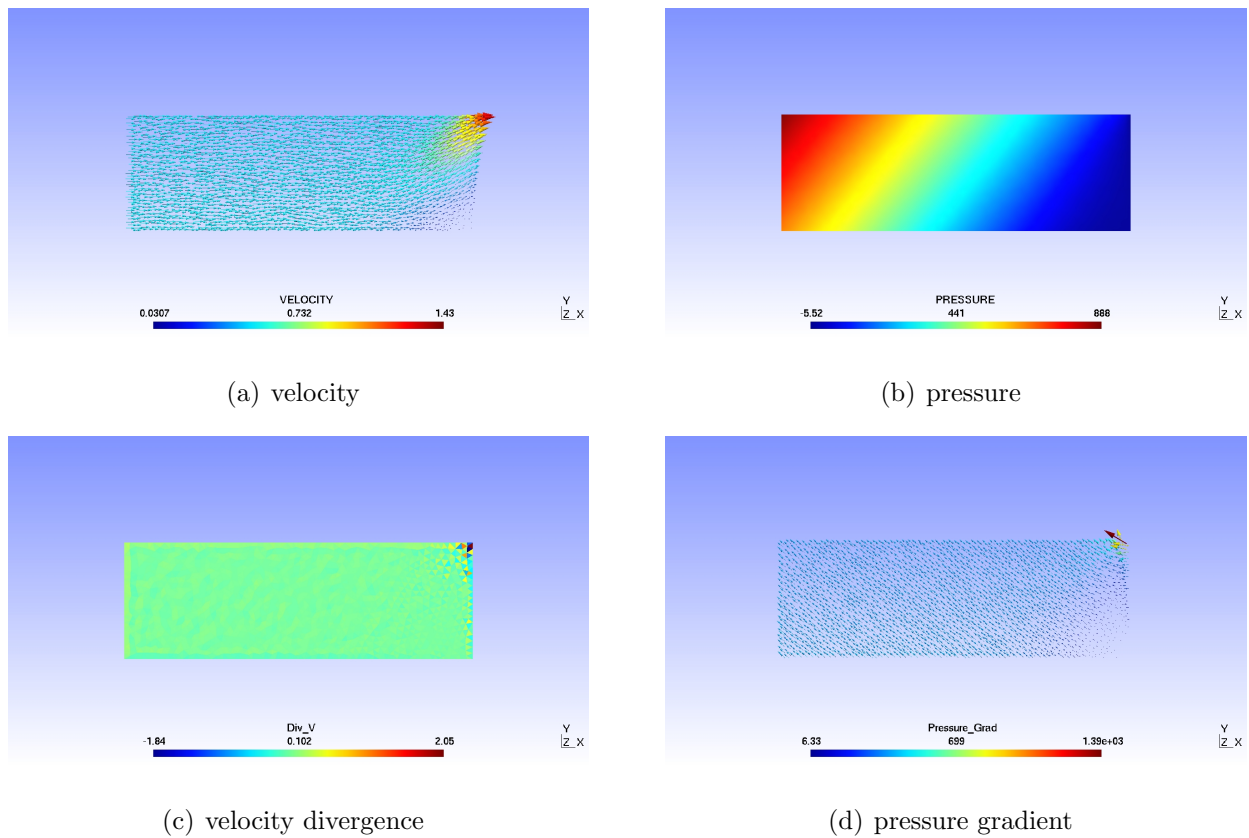 VELOCITY
0.0307 0.732 1.43
Y
Z X
(a) velocity
PRESSURE
-5.52 441 888
Y
Z X
(b) pressure
Div_V
-1.84 0.102 2.05
Y
Z X
(c) velocity divergence
Pressure_Grad
6.33 699 1.39e+03
Y
Z X
(d) pressure gradient